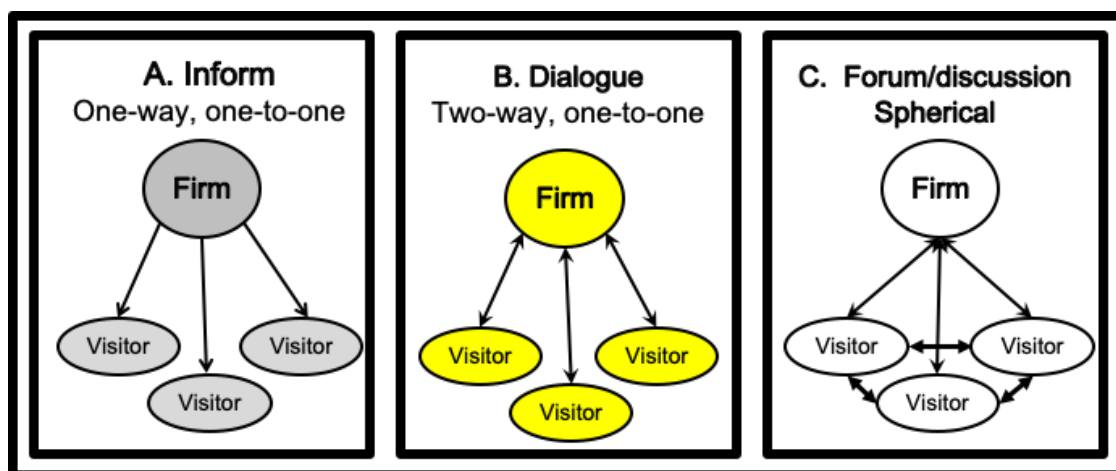 A. Inform
One-way, one-to-one
Firm
Visitor
Visitor
Visitor
B. Dialogue
Two-way, one-to-one
Firm
Visitor
Visitor
Visitor
C. Forum/discussion
Spherical
Firm
Visitor
Visitor
Visitor